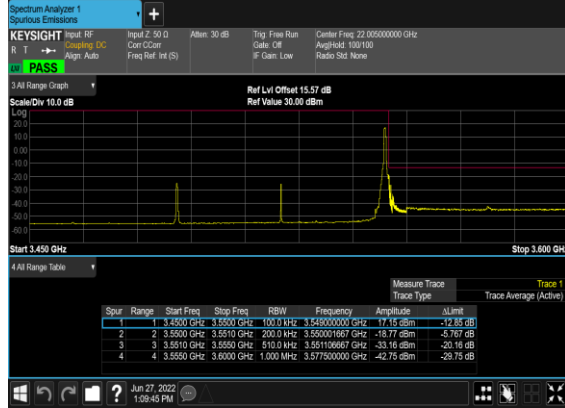 Spectrum Analyzer 1
Spurious Emissions
KEYSIGHT Input: RF Input Z: 50 Ω Atten: 30 dB Trig: Free Run Center Freq: 22.005000000 GHz
R T Coupling: DC Corr CCorr Gate: Off Avg|Hold: 100/100
Align: Auto Freq Ref: Int (S) IF Gain: Low Radio Std: None
PASS
3 All Range Graph
Ref Lvl Offset 15.57 dB
Scale/Div 10.0 dB Ref Value 30.00 dBm
Log
20.0
10.0
0.00
-10.0
-20.0
-30.0
-40.0
-50.0
-60.0
Start 3.450 GHz Stop 3.600 GH
4 All Range Table
Measure Trace Trace 1
Trace Type Trace Average (Active)
Spur Range Start Freq Stop Freq RBW Frequency Amplitude ΔLimit
1 1 3.4500 GHz 3.5500 GHz 100.0 kHz 3.549000000 GHz 17.15 dBm -12.85 dB
2 2 3.5500 GHz 3.5510 GHz 200.0 kHz 3.550001667 GHz -18.77 dBm -5.767 dB
3 3 3.5510 GHz 3.5550 GHz 510.0 kHz 3.551106667 GHz -33.16 dBm -20.16 dB
4 4 3.5550 GHz 3.6000 GHz 1.000 MHz 3.577500000 GHz -42.75 dBm -29.75 dB
Jun 27, 2022
1:09:45 PM